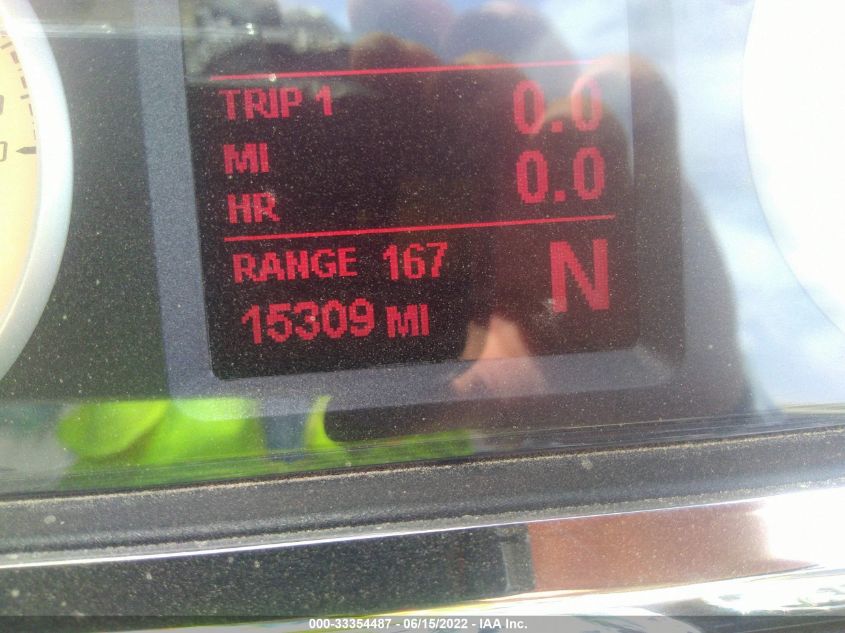 TRIP 1 0.0
MI 0.0
HR
RANGE 167 N
15309 MI
000-33354487 - 06/15/2022 - IAA Inc.